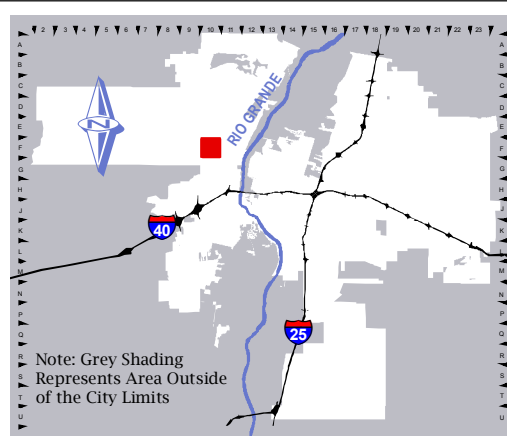 2 3 4 5 6 7 8 9 10 11 12 13 14 15 16 17 18 19 20 21 22 23
A
B
C
D
E
F
G
H
J
K
L
M
N
P
Q
R
S
T
U
N
RIO GRANDE
40
25
Note: Grey Shading
Represents Area Outside
of the City Limits
A
B
C
D
E
F
G
H
J
K
L
M
N
P
Q
R
S
T
U